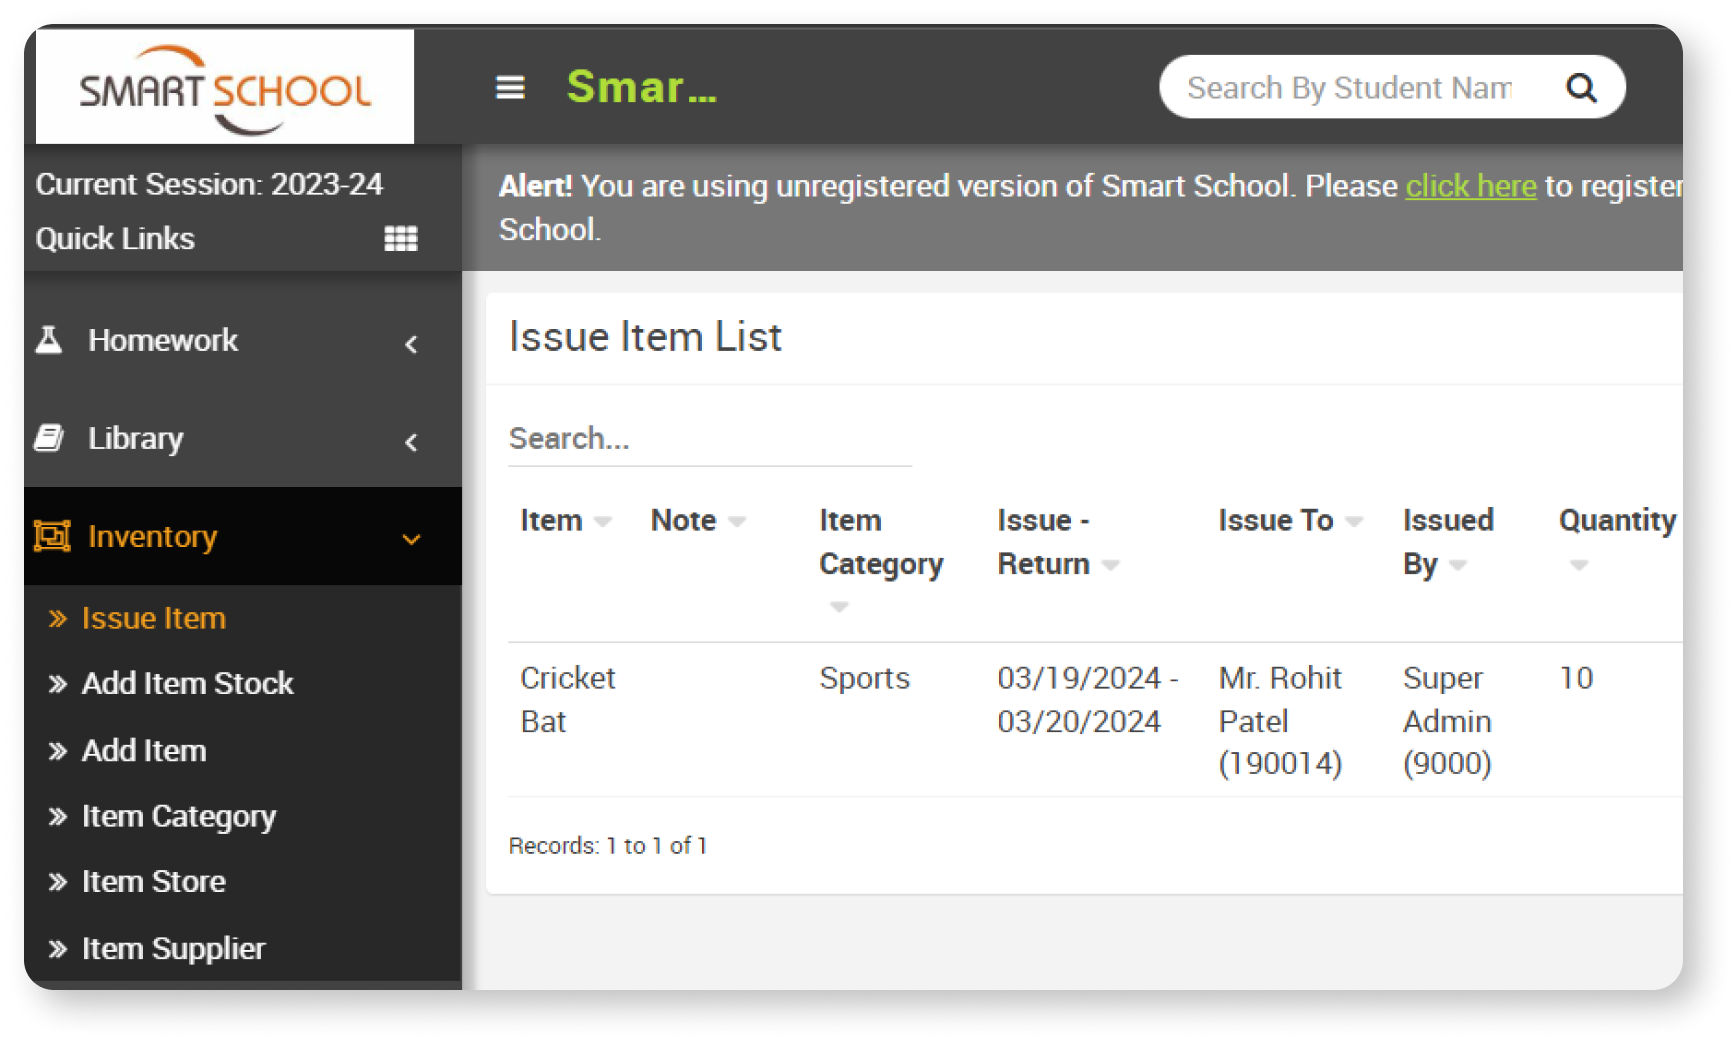 SMART SCHOOL
Smar...
Search By Student Nam
Current Session: 2023-24
Quick Links
Alert! You are using unregistered version of Smart School. Please click here to register
School.
Homework
Library
Inventory
Issue Item
Add Item Stock
Add Item
Item Category
Item Store
Item Supplier
Issue Item List
Search...
Item Note Item Issue - Issue To Issued Quantity
Category Return By
Cricket Sports 03/19/2024 - Mr. Rohit Super 10
Bat 03/20/2024 Patel Admin
(190014) (9000)
Records: 1 to 1 of 1